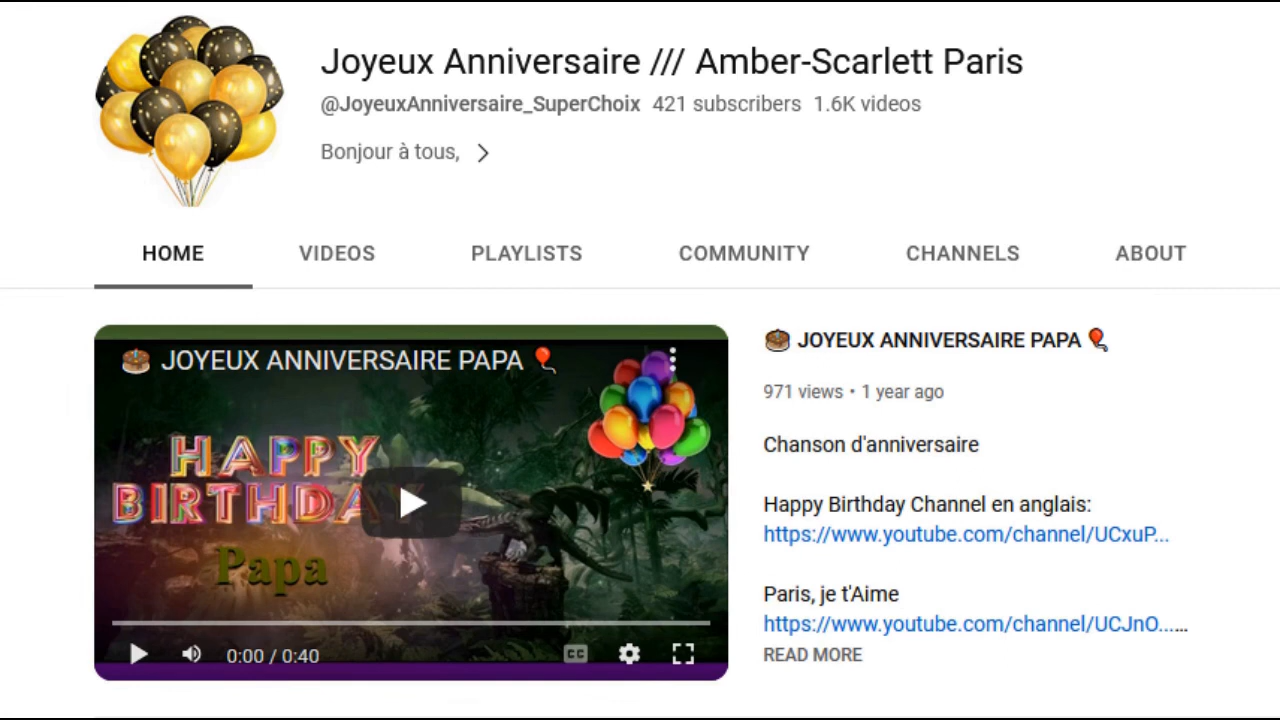 Joyeux Anniversaire /// Amber-Scarlett Paris
@JoyeuxAnniversaire_SuperChoix 421 subscribers 1.6K videos
Bonjour à tous,
HOME VIDEOS PLAYLISTS COMMUNITY CHANNELS ABOUT
JOYEUX ANNIVERSAIRE PAPA
HAPPY
BIRTHDAY
Papa
0:00 / 0:40
CC
JOYEUX ANNIVERSAIRE PAPA
971 views • 1 year ago
Chanson d'anniversaire
Happy Birthday Channel en anglais:
https://www.youtube.com/channel/UCxuP...
Paris, je t'Aime
https://www.youtube.com/channel/UCJnO......
READ MORE